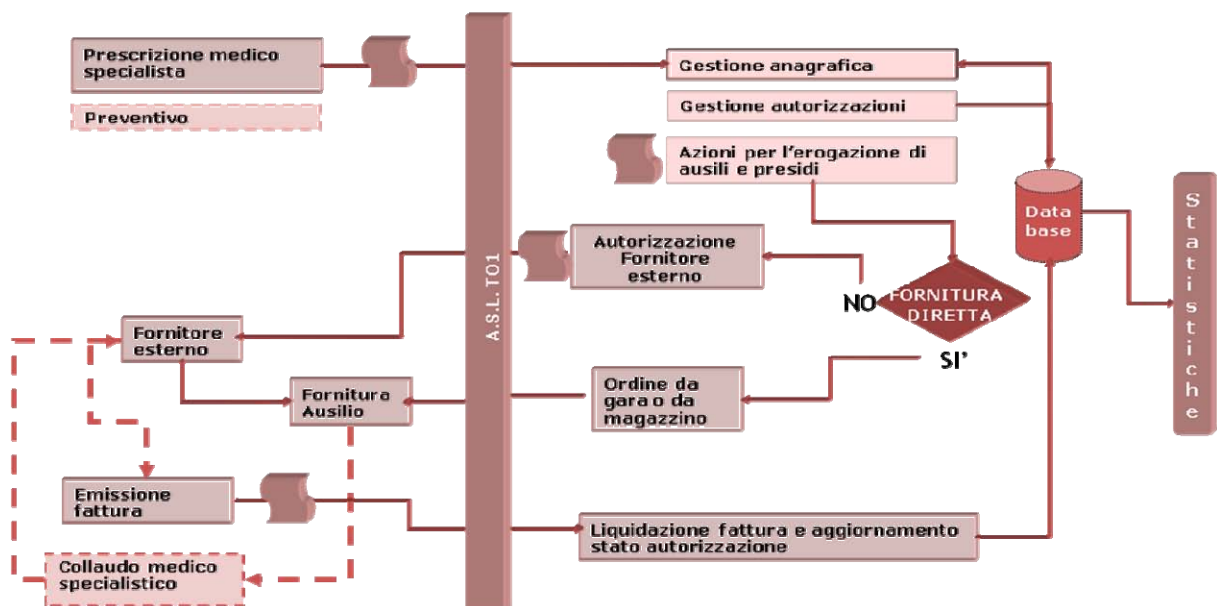 Prescrizione medico
specialista
Preventivo
Gestione anagrafica
Gestione autorizzazioni
Azioni per l'erogazione di
ausili e presidi
Data
base
Statistiche
A.S.L. TO1
Autorizzazione
Fornitore
esterno
NO
FORNITURA
DIRETTA
SI'
Fornitore
esterno
Fornitura
Ausilio
Ordine da
gara o da
magazzino
Emissione
fattura
Liquidazione fattura e aggiornamento
stato autorizzazione
Collaudo medico
specialistico